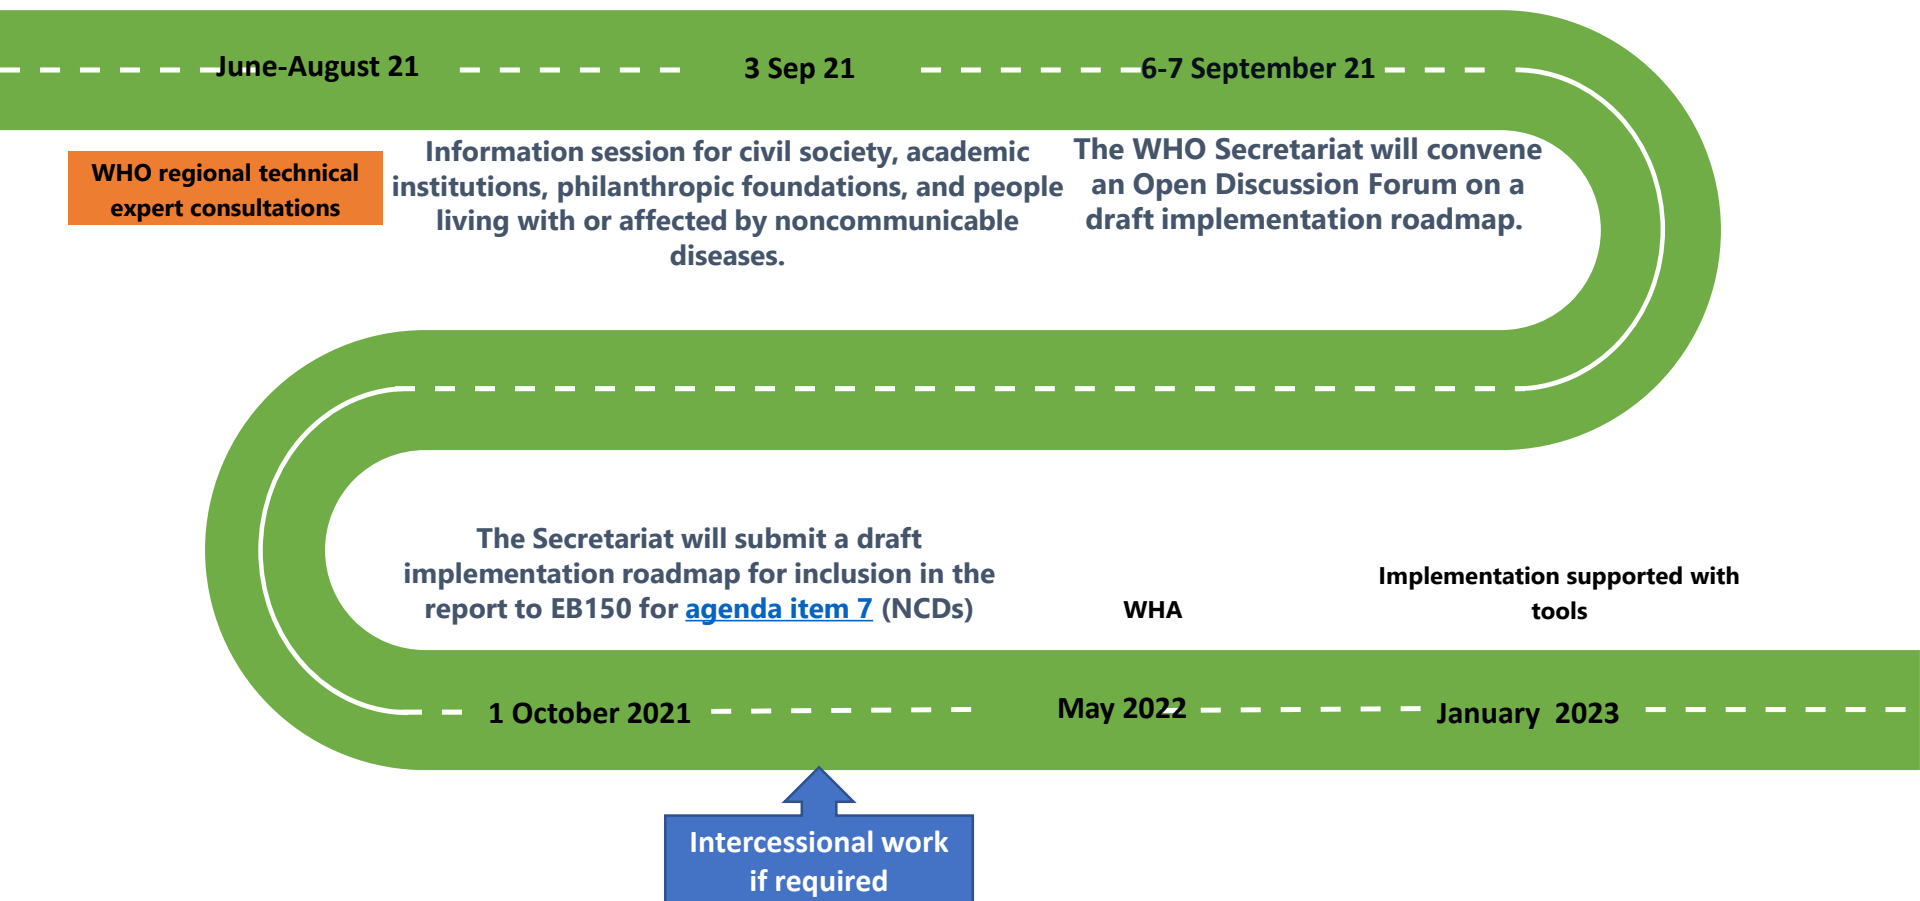 June-August 21
3 Sep 21
6-7 September 21
WHO regional technical
expert consultations
Information session for civil society, academic
institutions, philanthropic foundations, and people
living with or affected by noncommunicable
diseases.
The WHO Secretariat will convene
an Open Discussion Forum on a
draft implementation roadmap.
The Secretariat will submit a draft
implementation roadmap for inclusion in the
report to EB150 for agenda item 7 (NCDs)
WHA
Implementation supported with
tools
1 October 2021
May 2022
January 2023
Intercessional work
if required